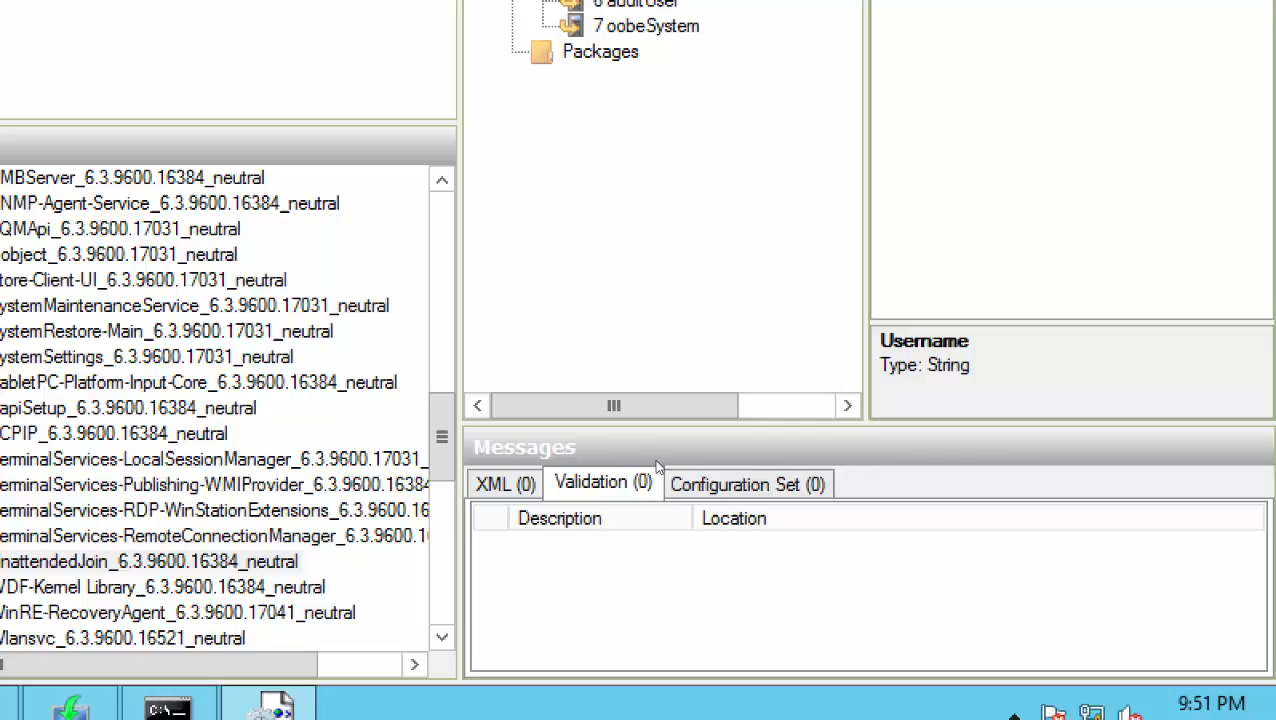 6 auditUser
7 oobeSystem
Packages
MBServer_6.3.9600.16384_neutral
NMP-Agent-Service_6.3.9600.16384_neutral
QMApi_6.3.9600.17031_neutral
object_6.3.9600.17031_neutral
tore-Client-UI_6.3.9600.17031_neutral
ystemMaintenanceService_6.3.9600.17031_neutral
ystemRestore-Main_6.3.9600.17031_neutral
ystemSettings_6.3.9600.17031_neutral
abletPC-Platform-Input-Core_6.3.9600.16384_neutral
apiSetup_6.3.9600.16384_neutral
CPIP_6.3.9600.16384_neutral
erminalServices-LocalSessionManager_6.3.9600.17031_
erminalServices-Publishing-WMIProvider_6.3.9600.16384
erminalServices-RDP-WinStationExtensions_6.3.9600.16
erminalServices-RemoteConnectionManager_6.3.9600.1
nattendedJoin_6.3.9600.16384_neutral
WDF-Kernel Library_6.3.9600.16384_neutral
WinRE-RecoveryAgent_6.3.9600.17041_neutral
Wlansvc_6.3.9600.16521_neutral
Username
Type: String
Messages
XML (0) Validation (0) Configuration Set (0)
Description Location
C:\_
9:51 PM